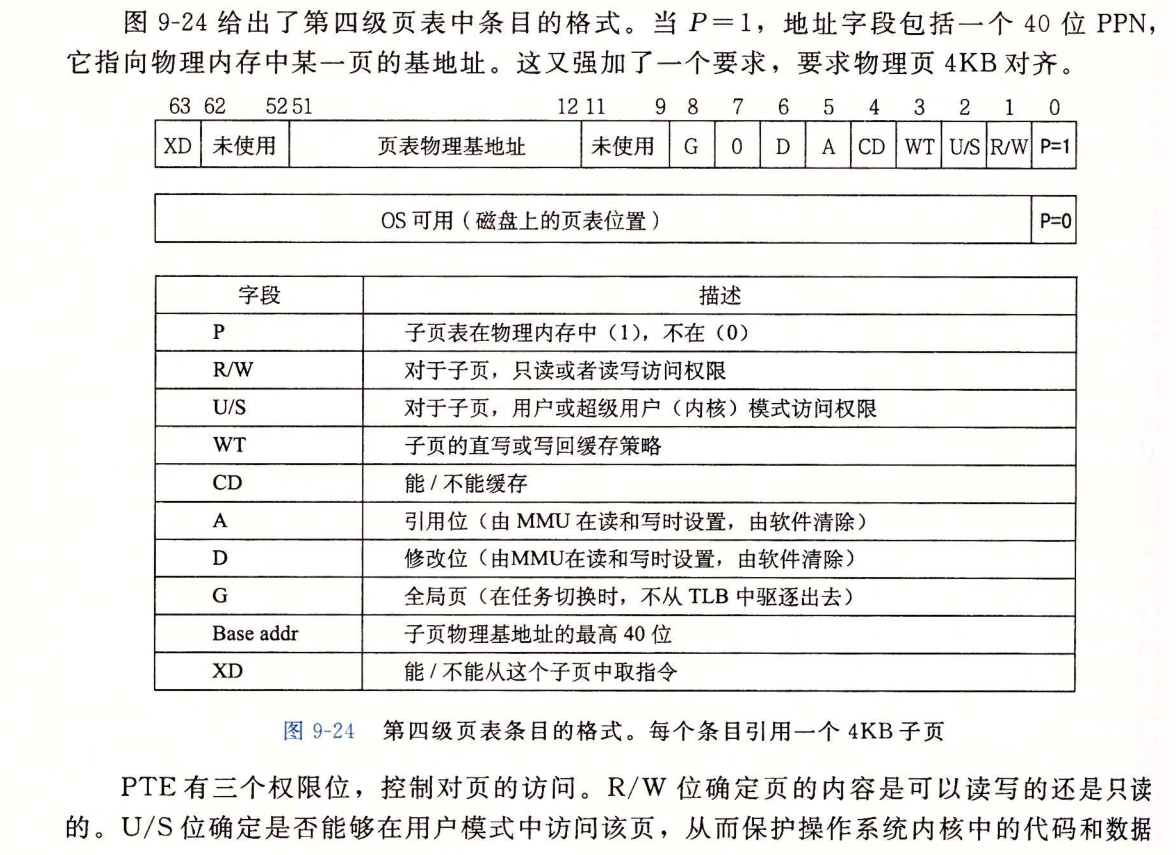 图 9-24 给出了第四级页表中条目的格式。当 P=1，地址字段包括一个 40 位 PPN，
它指向物理内存中某一页的基地址。这又强加了一个要求，要求物理页 4KB 对齐。
63 62 52 51 12 11 9 8 7 6 5 4 3 2 1 0
XD 未使用 页表物理基地址 未使用 G 0 D A CD WT U/S R/W P=1
OS 可用（磁盘上的页表位置） P=0
字段 描述
P 子页表在物理内存中（1），不在（0）
R/W 对于子页，只读或者读写访问权限
U/S 对于子页，用户或超级用户（内核）模式访问权限
WT 子页的直写或写回缓存策略
CD 能 / 不能缓存
A 引用位（由 MMU 在读和写时设置，由软件清除）
D 修改位（由MMU在读和写时设置，由软件清除）
G 全局页（在任务切换时，不从 TLB 中驱逐出去）
Base addr 子页物理基地址的最高 40 位
XD 能 / 不能从这个子页中取指令
图 9-24 第四级页表条目的格式。每个条目引用一个 4KB 子页
PTE 有三个权限位，控制对页的访问。R/W 位确定页的内容是可以读写的还是只读
的。U/S 位确定是否能够在用户模式中访问该页，从而保护操作系统内核中的代码和数据